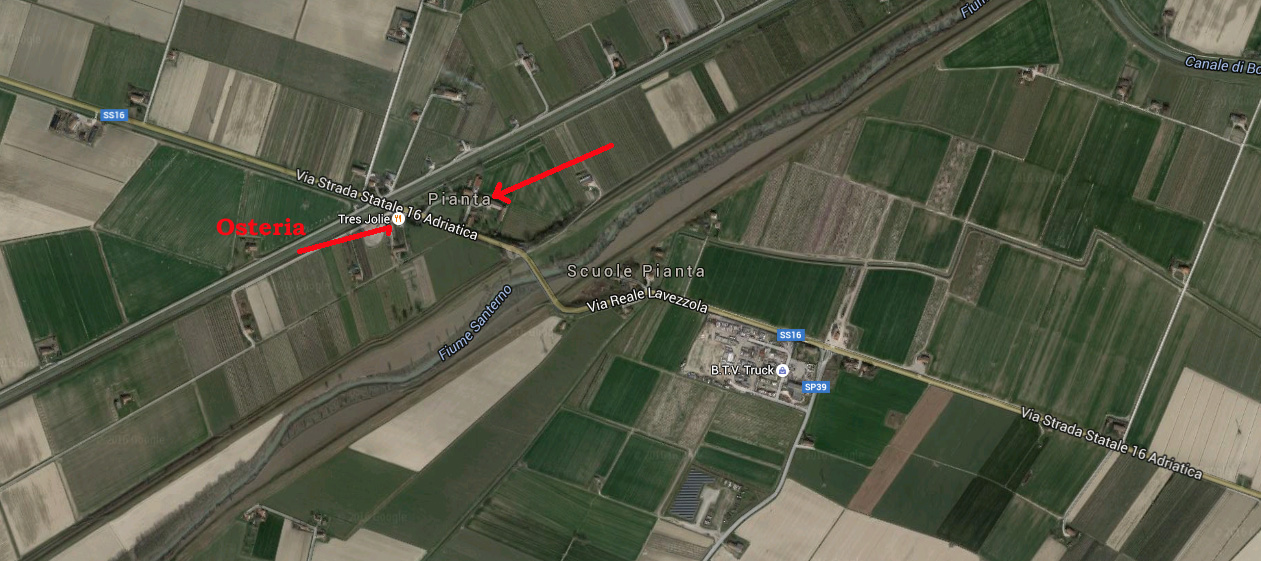 Fiume
Canale di Bo
SS16
Via Strada Statale 16 Adriatica
Pianta
Tres Jolie
Osteria
Scuole Pianta
Via Reale Lavezzola
Fiume Santerno
SS16
B.T.V. Truck
SP39
Via Strada Statale 16 Adriatica